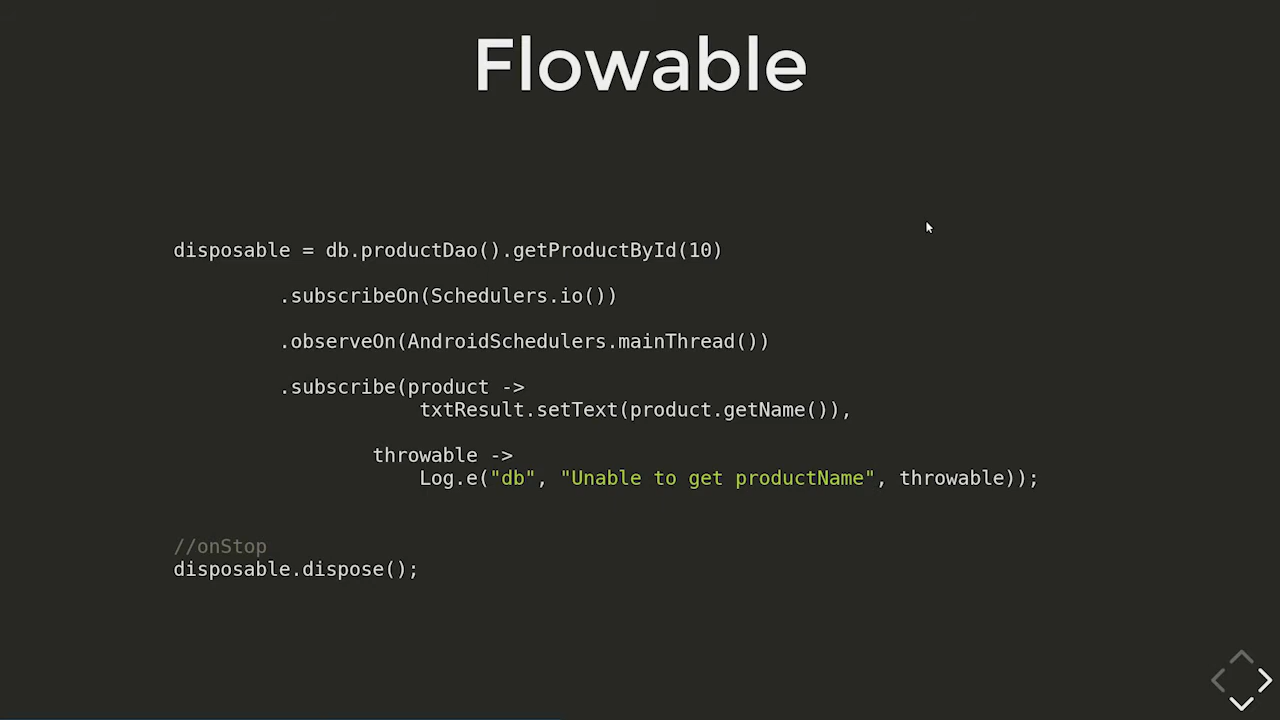 Flowable
disposable = db.productDao().getProductById(10)
.subscribeOn(Schedulers.io())
.observeOn(AndroidSchedulers.mainThread())
.subscribe(product ->
txtResult.setText(product.getName()),
throwable ->
Log.e("db", "Unable to get productName", throwable));
//onStop
disposable.dispose();